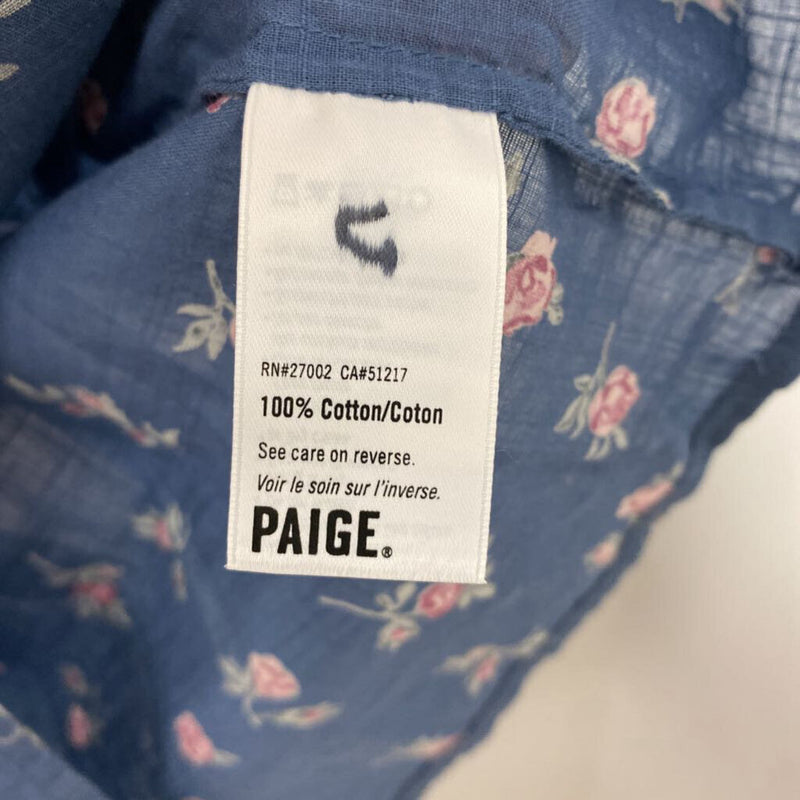 RN#27002 CA#51217
100% Cotton/Coton
See care on reverse.
Voir le soin sur l'inverse.
PAIGE®